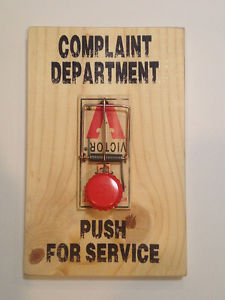 COMPLAINT
DEPARTMENT
VICTOR
PUSH
FOR SERVICE